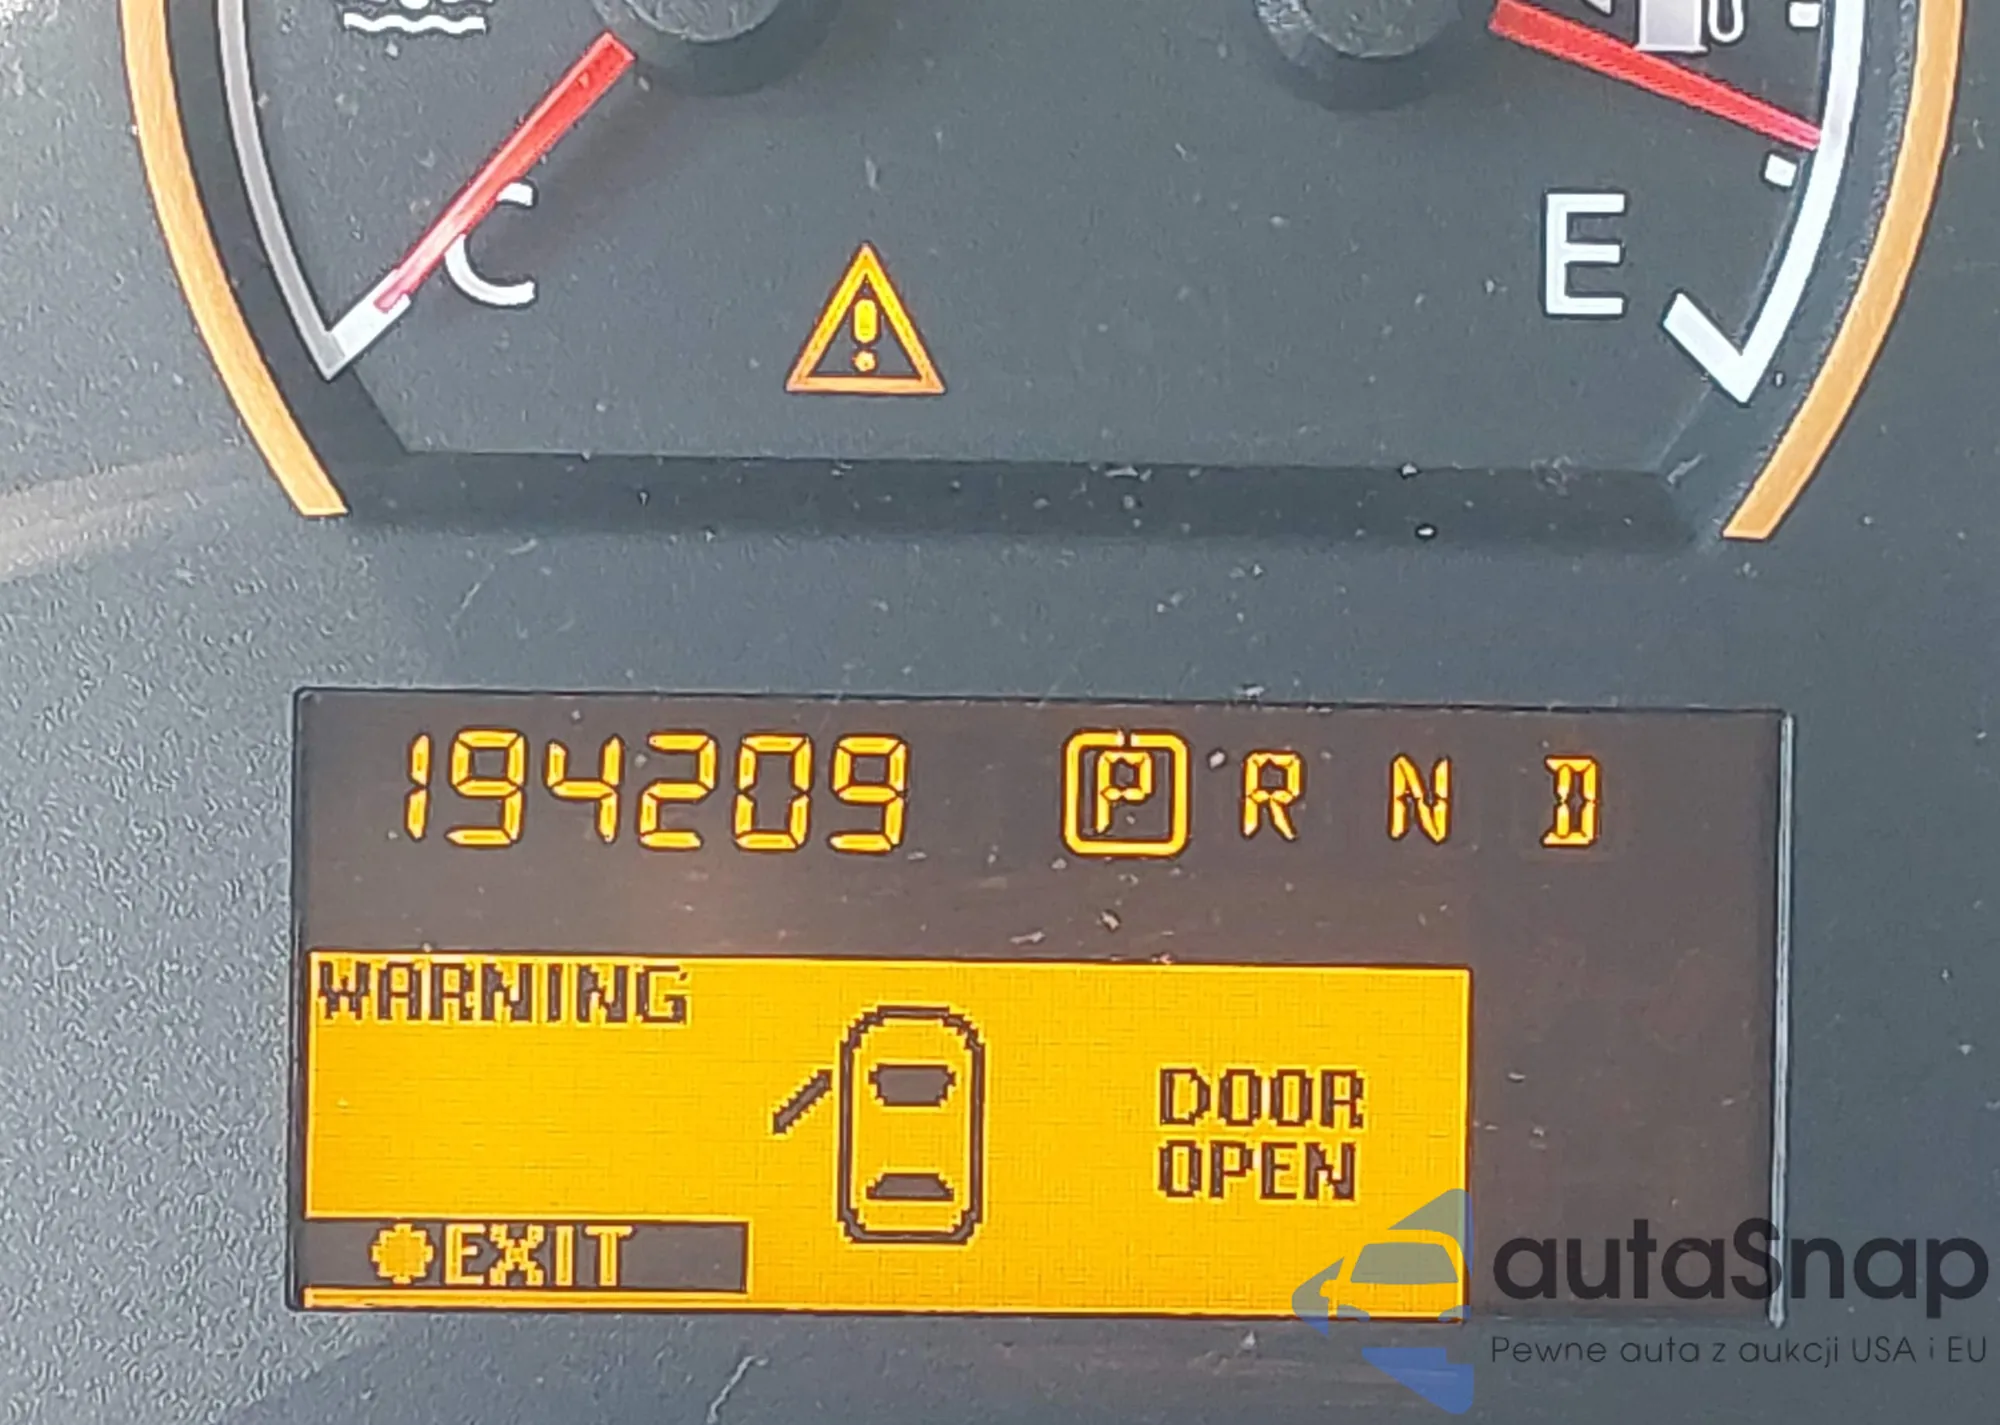 C
E
194209 P R N D
WARNING
DOOR
OPEN
EXIT
autaSnap
Pewne auta z aukcji USA i EU